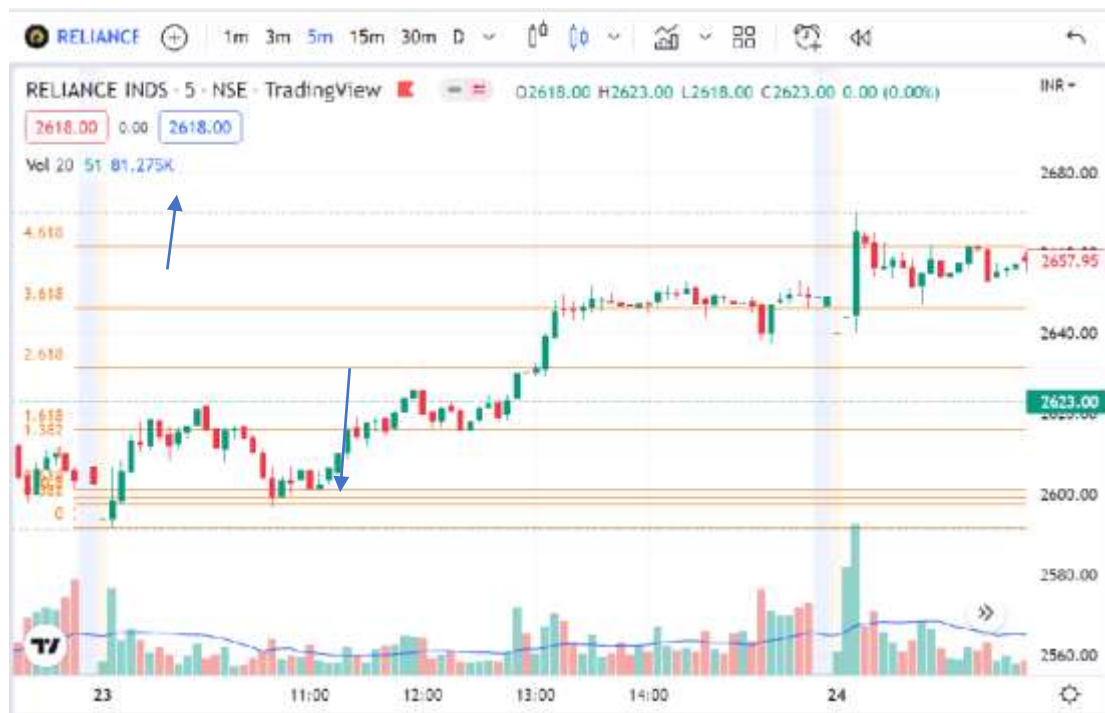 RELIANCE 1m 3m 5m 15m 30m D
RELIANCE INDS · 5 · NSE · TradingView O2618.00 H2623.00 L2618.00 C2623.00 0.00 (0.00%) INR
2618.00 0.00 2618.00
Vol 20 51 81.275K
2680.00
4.618
2657.95
3.618
2640.00
2.618
2623.00
1.618
1.382
2600.00
0
2580.00
2560.00
23 11:00 12:00 13:00 14:00 24